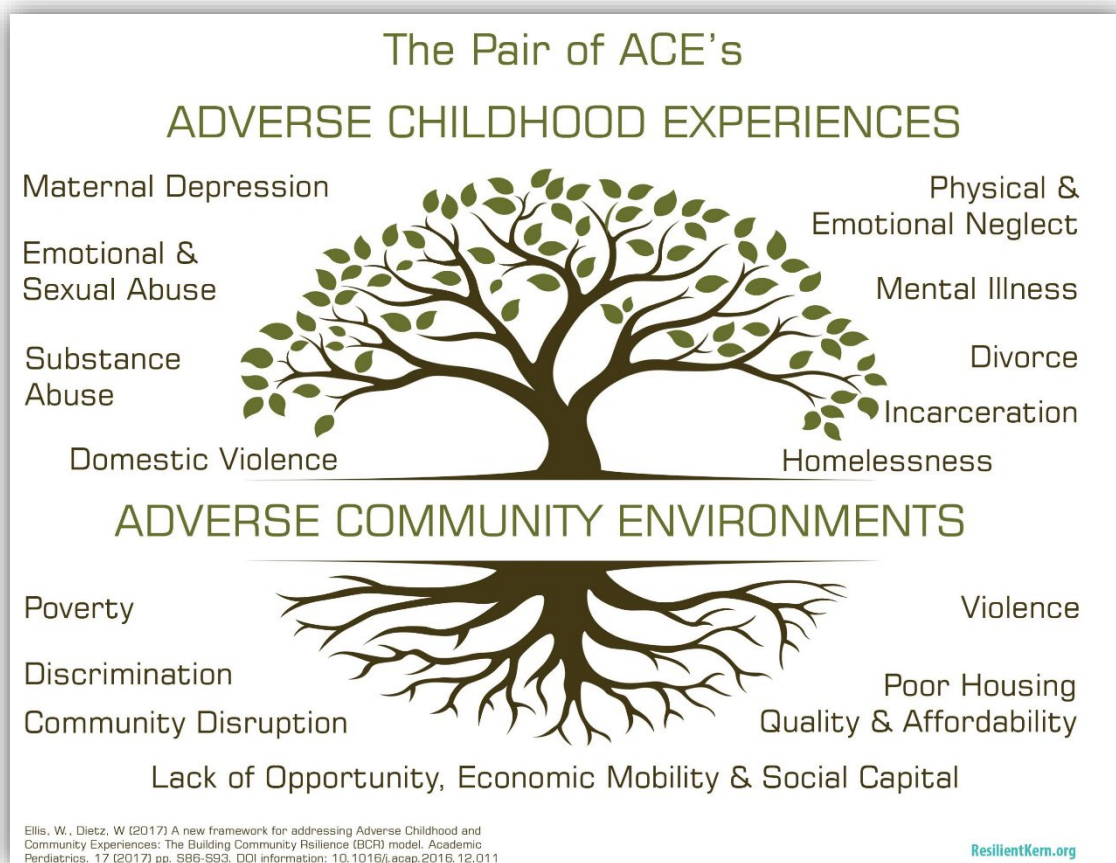 The Pair of ACE's
ADVERSE CHILDHOOD EXPERIENCES
Maternal Depression
Emotional &
Sexual Abuse
Substance
Abuse
Domestic Violence
Physical &
Emotional Neglect
Mental Illness
Divorce
Incarceration
Homelessness
ADVERSE COMMUNITY ENVIRONMENTS
Poverty
Discrimination
Community Disruption
Violence
Poor Housing
Quality & Affordability
Lack of Opportunity, Economic Mobility & Social Capital
Ellis, W., Dietz, W (2017) A new framework for addressing Adverse Childhood and
Community Experiences: The Building Community Rsilience (BCR) model. Academic
Pediatrics. 17 (2017) pp. S86-S93. DOI information: 10.1016/j.acap.2016.12.011
ResilientKern.org